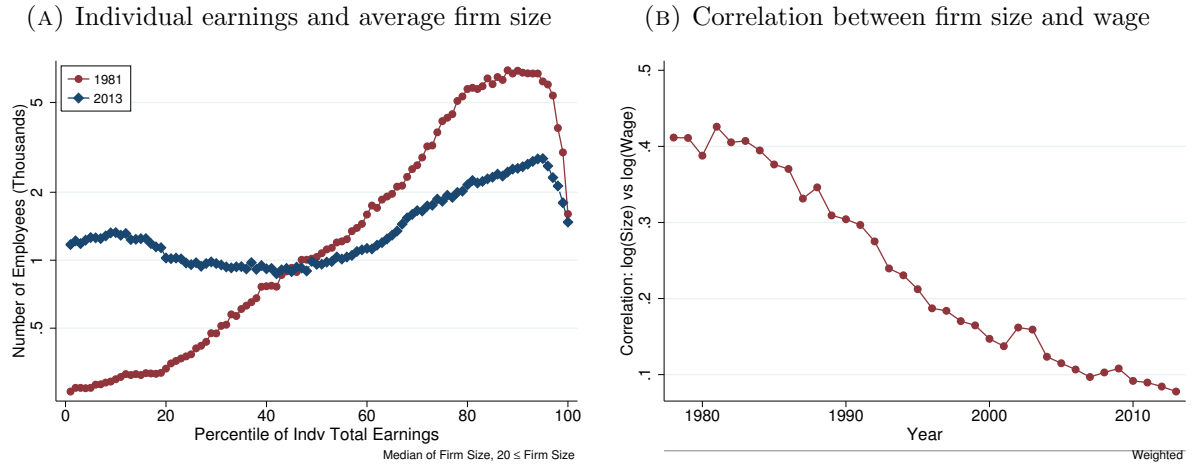 (A) Individual earnings and average firm size
1981
2013
Number of Employees (Thousands)
5
2
1
.5
0 20 40 60 80 100
Percentile of Indv Total Earnings
Median of Firm Size, 20 ≤ Firm Size
(B) Correlation between firm size and wage
Correlation: log(Size) vs log(Wage)
.5
.4
.3
.2
.1
1980 1990 2000 2010
Year
Weighted